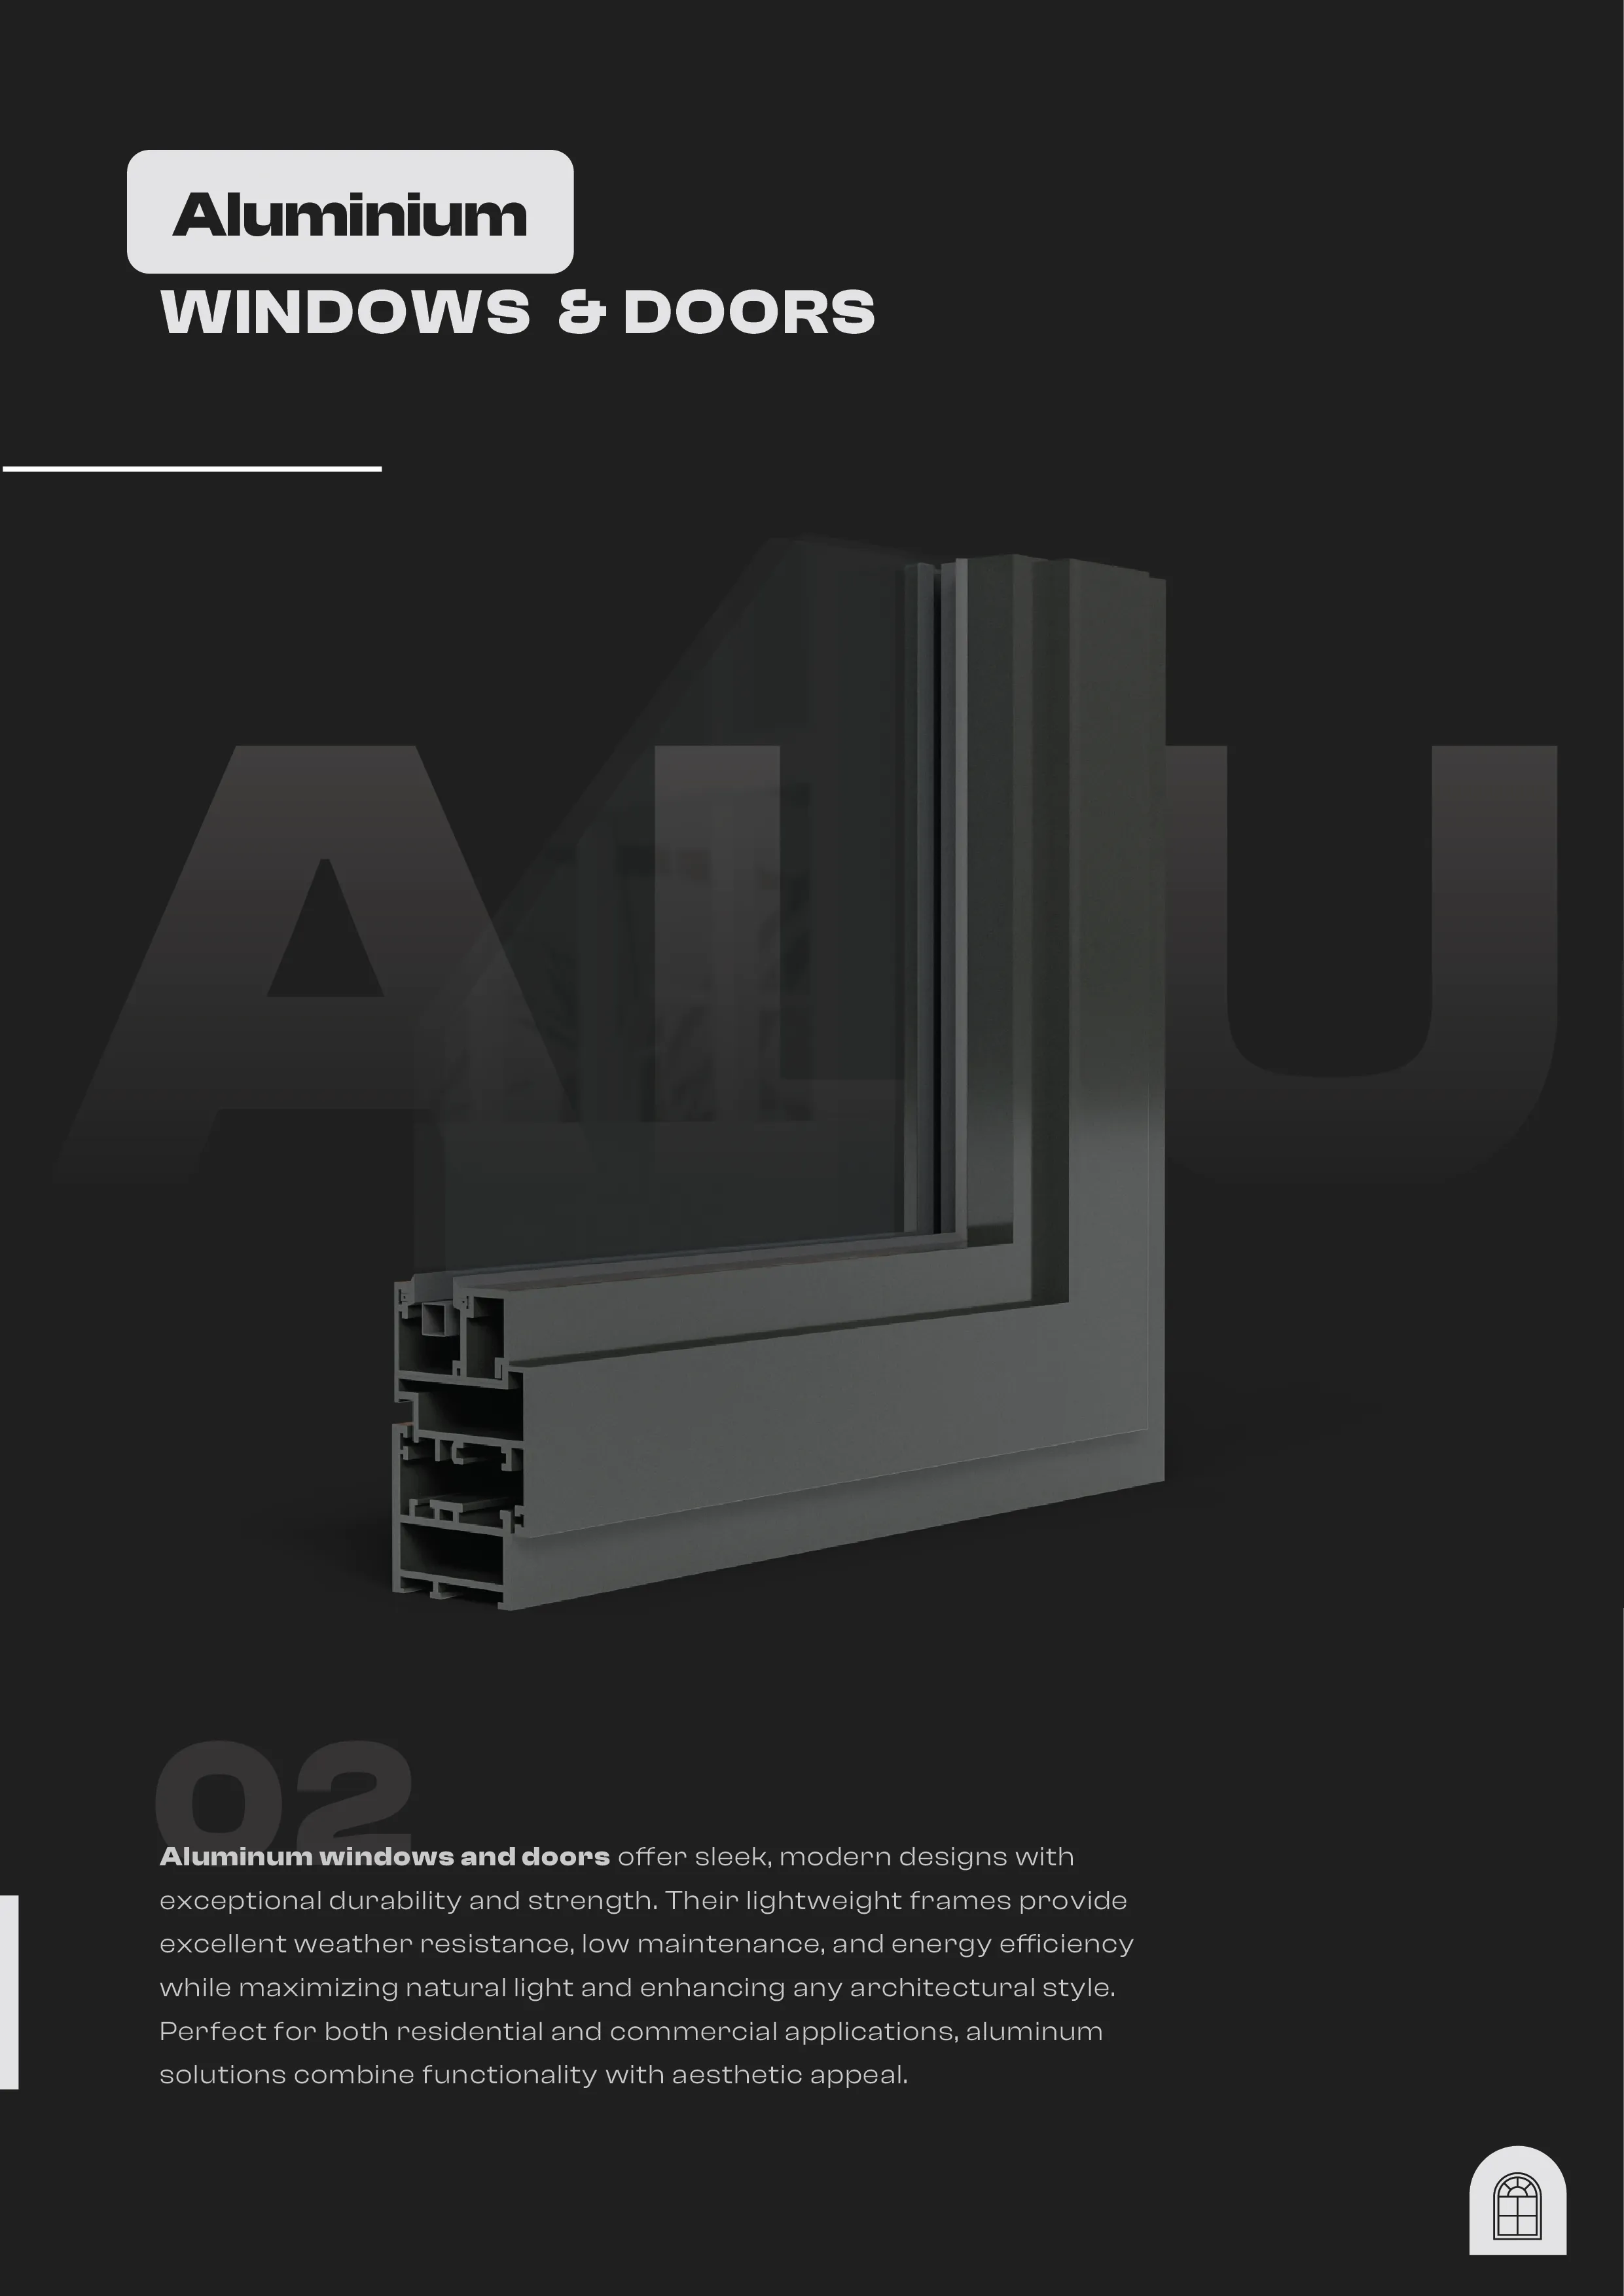 Aluminium
WINDOWS & DOORS
ALU
02
Aluminum windows and doors offer sleek, modern designs with
exceptional durability and strength. Their lightweight frames provide
excellent weather resistance, low maintenance, and energy efficiency
while maximizing natural light and enhancing any architectural style.
Perfect for both residential and commercial applications, aluminum
solutions combine functionality with aesthetic appeal.